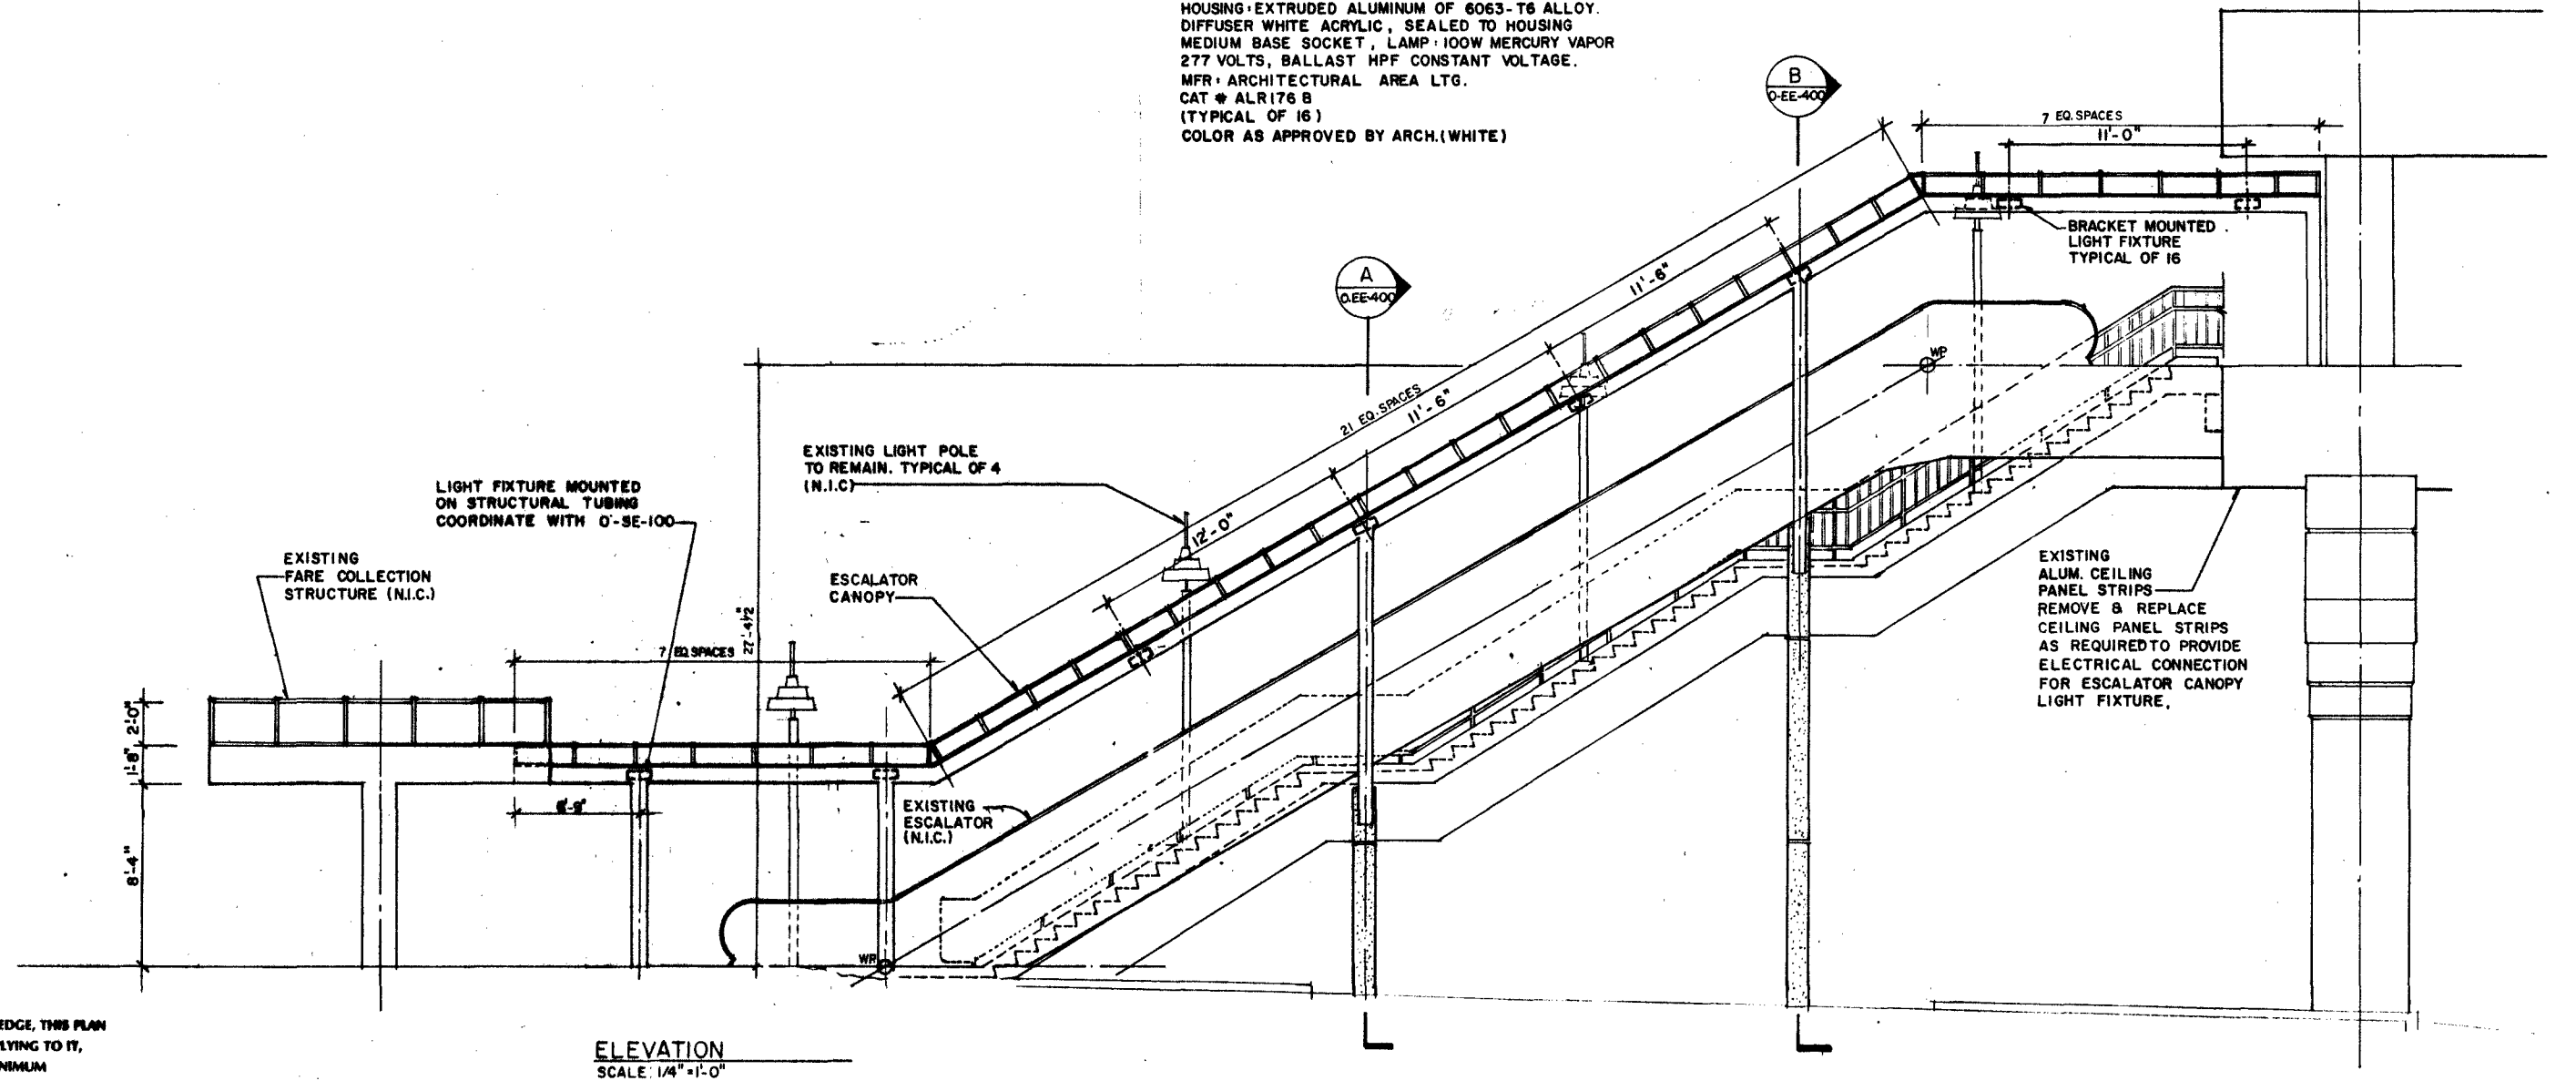 HOUSING: EXTRUDED ALUMINUM OF 6063-T6 ALLOY.
DIFFUSER WHITE ACRYLIC, SEALED TO HOUSING
MEDIUM BASE SOCKET, LAMP: 100W MERCURY VAPOR
277 VOLTS, BALLAST HPF CONSTANT VOLTAGE.
MFR: ARCHITECTURAL AREA LTG.
CAT # ALR176 B
(TYPICAL OF 16)
COLOR AS APPROVED BY ARCH.(WHITE)
B
O-EE-400
7 EQ. SPACES
11'-0"
BRACKET MOUNTED
LIGHT FIXTURE
TYPICAL OF 16
A
O-EE-400
11'-6"
WP
21 EQ. SPACES
11'-6"
EXISTING LIGHT POLE
TO REMAIN. TYPICAL OF 4
(N.I.C)
LIGHT FIXTURE MOUNTED
ON STRUCTURAL TUBING
COORDINATE WITH O-SE-100
12'-0"
EXISTING
FARE COLLECTION
STRUCTURE (N.I.C.)
ESCALATOR
CANOPY
EXISTING
ALUM. CEILING
PANEL STRIPS
REMOVE & REPLACE
CEILING PANEL STRIPS
AS REQUIRED TO PROVIDE
ELECTRICAL CONNECTION
FOR ESCALATOR CANOPY
LIGHT FIXTURE.
7 EQ. SPACES
27'-4½"
2'-0"
1'-8"
8'-4"
EXISTING
ESCALATOR
(N.I.C.)
WP
EDGE, THIS PLAN
LYING TO IT,
NIMUM
ELEVATION
SCALE: 1/4"=1'-0"